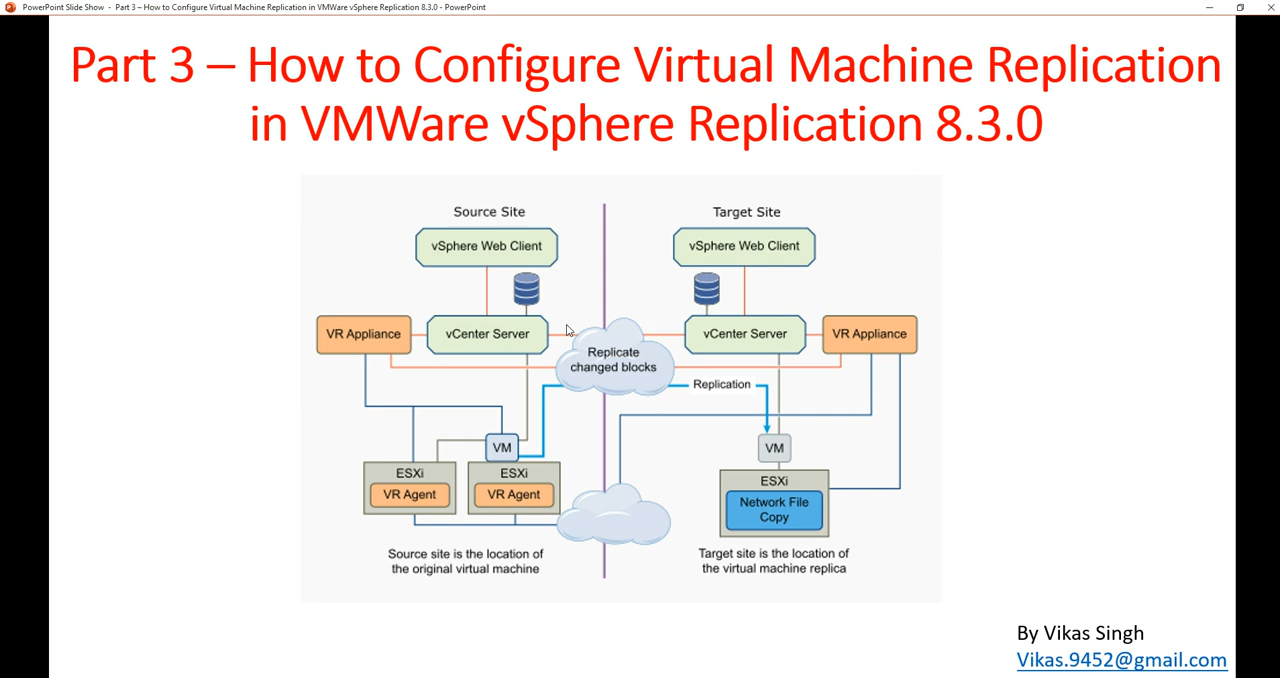 PowerPoint Slide Show - Part 3 – How to Configure Virtual Machine Replication in VMWare vSphere Replication 8.3.0 - PowerPoint
Part 3 – How to Configure Virtual Machine Replication
in VMWare vSphere Replication 8.3.0
Source Site
Target Site
vSphere Web Client
vSphere Web Client
VR Appliance
vCenter Server
vCenter Server
VR Appliance
Replicate
changed blocks
Replication
VM
VM
ESXi
ESXi
ESXi
VR Agent
VR Agent
Network File
Copy
Source site is the location of
the original virtual machine
Target site is the location of
the virtual machine replica
By Vikas Singh
Vikas.9452@gmail.com